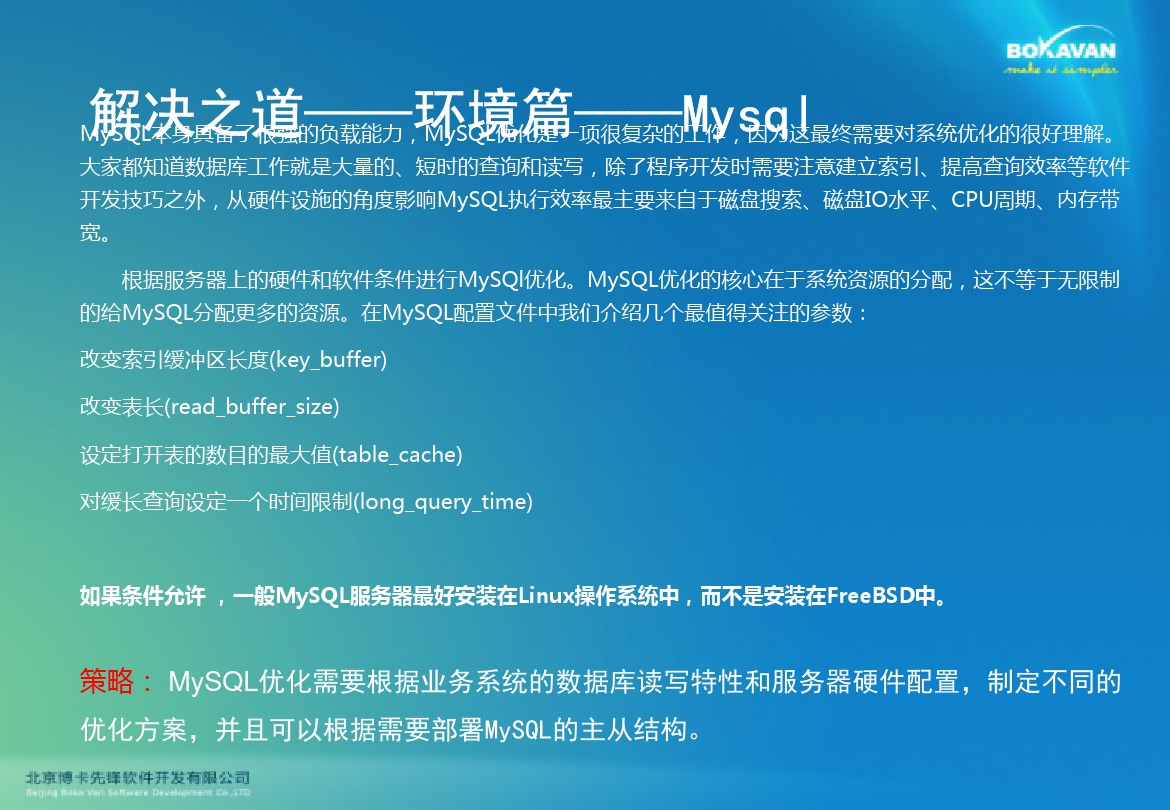 BOKAVAN
make it simpler
解决之道——环境篇——Mysql
MySQL本身具备了很强的负载能力，MySQL优化是一项很复杂的工作，因为这最终需要对系统优化的很好理解。
大家都知道数据库工作就是大量的、短时的查询和读写，除了程序开发时需要注意建立索引、提高查询效率等软件
开发技巧之外，从硬件设施的角度影响MySQL执行效率最主要来自于磁盘搜索、磁盘IO水平、CPU周期、内存带
宽。
根据服务器上的硬件和软件条件进行MySQl优化。MySQL优化的核心在于系统资源的分配，这不等于无限制
的给MySQL分配更多的资源。在MySQL配置文件中我们介绍几个最值得关注的参数：
改变索引缓冲区长度(key_buffer)
改变表长(read_buffer_size)
设定打开表的数目的最大值(table_cache)
对缓长查询设定一个时间限制(long_query_time)
如果条件允许 ，一般MySQL服务器最好安装在Linux操作系统中，而不是安装在FreeBSD中。
策略： MySQL优化需要根据业务系统的数据库读写特性和服务器硬件配置，制定不同的
优化方案，并且可以根据需要部署MySQL的主从结构。
北京博卡先锋软件开发有限公司
Beijing Boka Van Software Development Co.,LTD